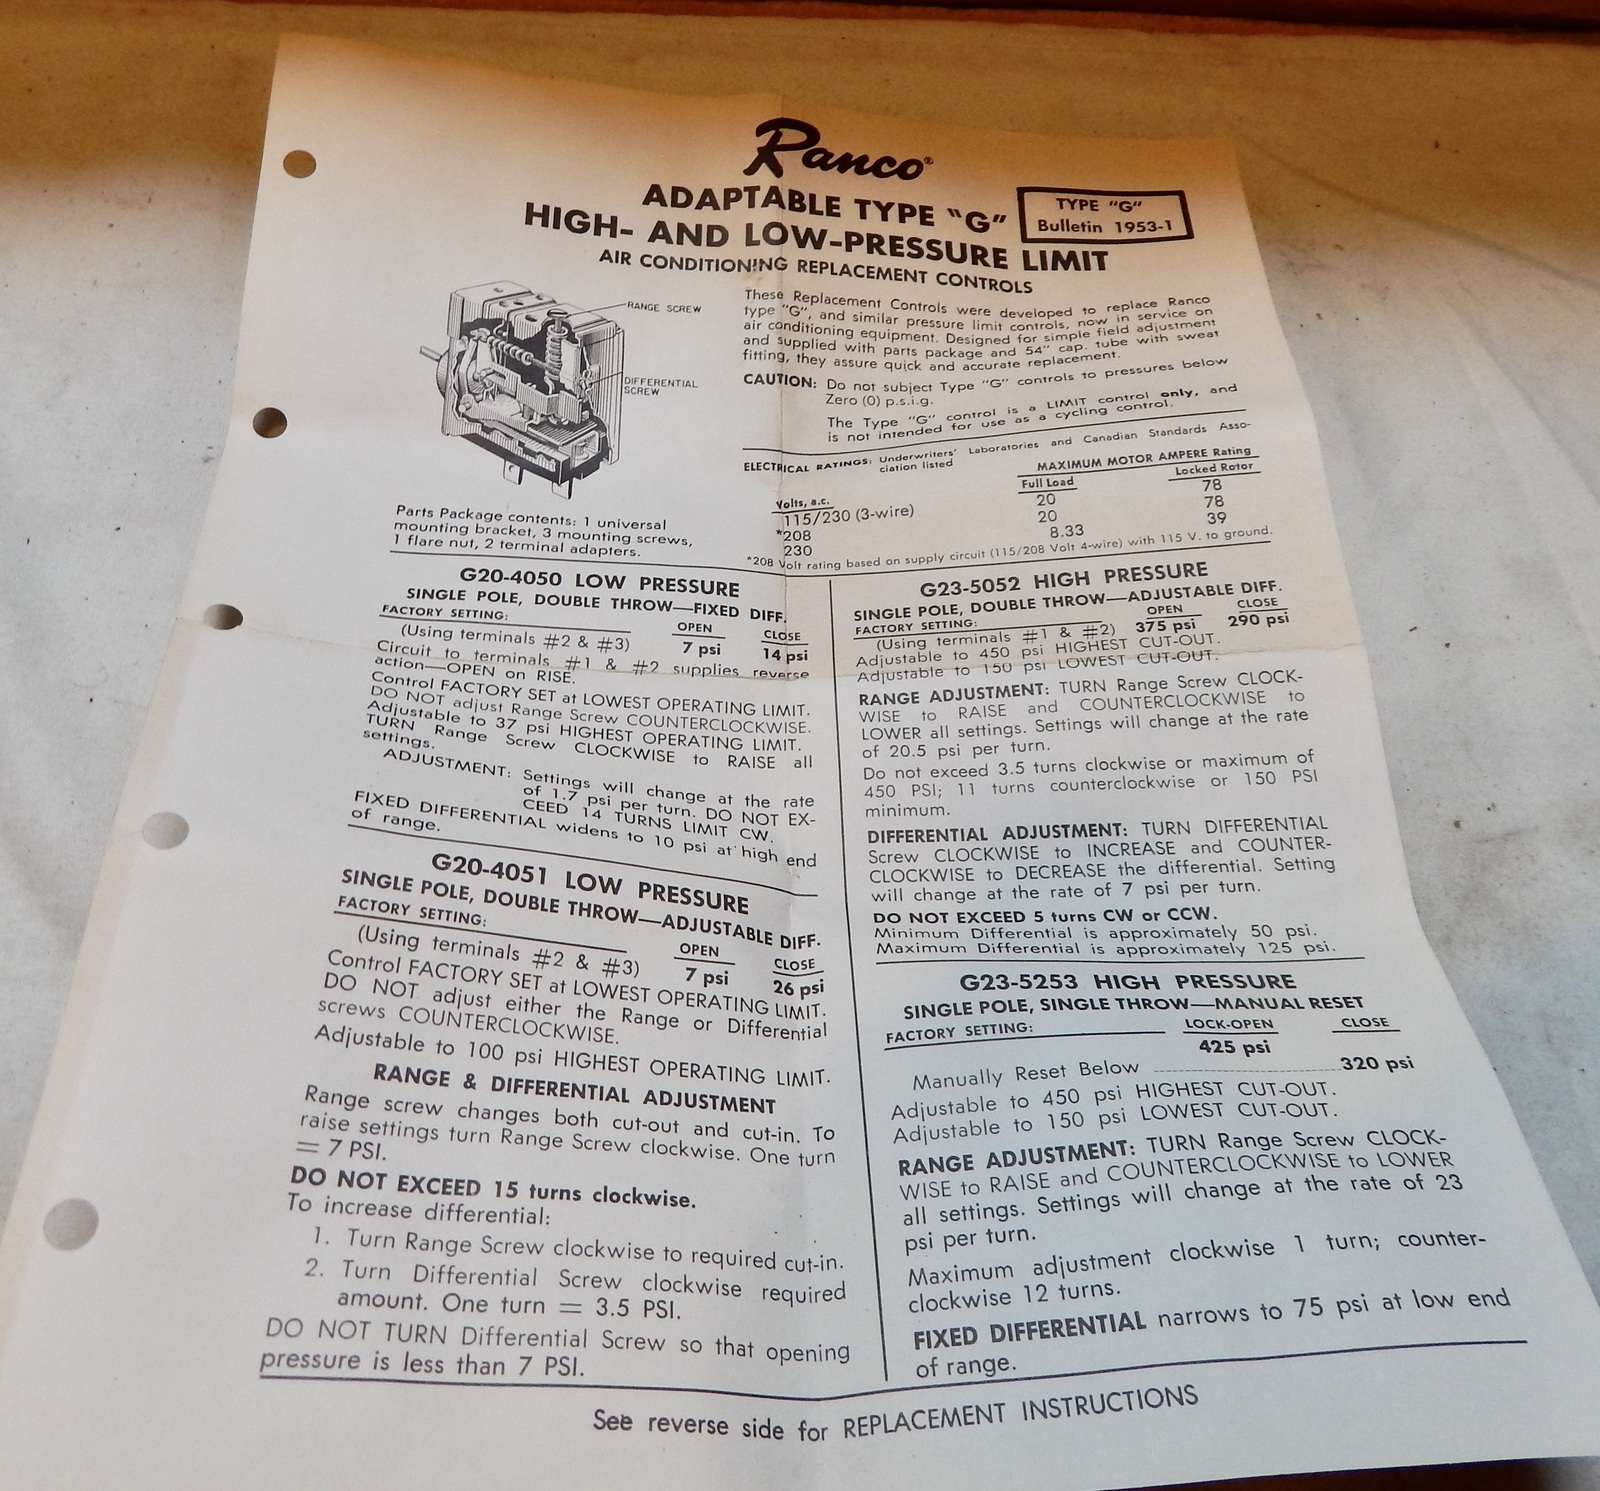 Ranco®
ADAPTABLE TYPE "G"
HIGH- AND LOW-PRESSURE LIMIT
AIR CONDITIONING REPLACEMENT CONTROLS
TYPE "G"
Bulletin 1953-1
RANGE SCREW
DIFFERENTIAL
SCREW
Parts Package contents: 1 universal
mounting bracket, 3 mounting screws,
1 flare nut, 2 terminal adapters.
These Replacement Controls were developed to replace Ranco
type "G", and similar pressure limit controls, now in service on
air conditioning equipment. Designed for simple field adjustment
and supplied with parts package and 54" cap. tube with sweat
fitting, they assure quick and accurate replacement.
CAUTION: Do not subject Type "G" controls to pressures below
Zero (0) p.s.i.g.
The Type "G" control is a LIMIT control only, and
is not intended for use as a cycling control.
ELECTRICAL RATINGS: Underwriters' Laboratories and Canadian Standards Asso-
ciation listed
MAXIMUM MOTOR AMPERE Rating
Volts, a.c. Full Load Locked Rotor
115/230 (3-wire) 20 78
*208 20 78
230 8.33 39
*208 Volt rating based on supply circuit (115/208 Volt 4-wire) with 115 V. to ground.
G20-4050 LOW PRESSURE
SINGLE POLE, DOUBLE THROW—FIXED DIFF.
FACTORY SETTING: OPEN CLOSE
(Using terminals #2 & #3) 7 psi 14 psi
Circuit to terminals #1 & #2 supplies reverse
action—OPEN on RISE.
Control FACTORY SET at LOWEST OPERATING LIMIT.
DO NOT adjust Range Screw COUNTERCLOCKWISE.
Adjustable to 37 psi HIGHEST OPERATING LIMIT.
TURN Range Screw CLOCKWISE to RAISE all
settings.
ADJUSTMENT: Settings will change at the rate
of 1.7 psi per turn. DO NOT EX-
CEED 14 TURNS LIMIT CW.
FIXED DIFFERENTIAL widens to 10 psi at high end
of range.
G20-4051 LOW PRESSURE
SINGLE POLE, DOUBLE THROW—ADJUSTABLE DIFF.
FACTORY SETTING: OPEN CLOSE
(Using terminals #2 & #3) 7 psi 26 psi
Control FACTORY SET at LOWEST OPERATING LIMIT.
DO NOT adjust either the Range or Differential
screws COUNTERCLOCKWISE.
Adjustable to 100 psi HIGHEST OPERATING LIMIT.
RANGE & DIFFERENTIAL ADJUSTMENT
Range screw changes both cut-out and cut-in. To
raise settings turn Range Screw clockwise. One turn
= 7 PSI.
DO NOT EXCEED 15 turns clockwise.
To increase differential:
1. Turn Range Screw clockwise to required cut-in.
2. Turn Differential Screw clockwise required
amount. One turn = 3.5 PSI.
DO NOT TURN Differential Screw so that opening
pressure is less than 7 PSI.
G23-5052 HIGH PRESSURE
SINGLE POLE, DOUBLE THROW—ADJUSTABLE DIFF.
FACTORY SETTING: OPEN CLOSE
(Using terminals #1 & #2) 375 psi 290 psi
Adjustable to 450 psi HIGHEST CUT-OUT.
Adjustable to 150 psi LOWEST CUT-OUT.
RANGE ADJUSTMENT: TURN Range Screw CLOCK-
WISE to RAISE and COUNTERCLOCKWISE to
LOWER all settings. Settings will change at the rate
of 20.5 psi per turn.
Do not exceed 3.5 turns clockwise or maximum of
450 PSI; 11 turns counterclockwise or 150 PSI
minimum.
DIFFERENTIAL ADJUSTMENT: TURN DIFFERENTIAL
Screw CLOCKWISE to INCREASE and COUNTER-
CLOCKWISE to DECREASE the differential. Setting
will change at the rate of 7 psi per turn.
DO NOT EXCEED 5 turns CW or CCW.
Minimum Differential is approximately 50 psi.
Maximum Differential is approximately 125 psi.
G23-5253 HIGH PRESSURE
SINGLE POLE, SINGLE THROW—MANUAL RESET
FACTORY SETTING: LOCK-OPEN CLOSE
425 psi
Manually Reset Below 320 psi
Adjustable to 450 psi HIGHEST CUT-OUT.
Adjustable to 150 psi LOWEST CUT-OUT.
RANGE ADJUSTMENT: TURN Range Screw CLOCK-
WISE to RAISE and COUNTERCLOCKWISE to LOWER
all settings. Settings will change at the rate of 23
psi per turn.
Maximum adjustment clockwise 1 turn; counter-
clockwise 12 turns.
FIXED DIFFERENTIAL narrows to 75 psi at low end
of range.
See reverse side for REPLACEMENT INSTRUCTIONS